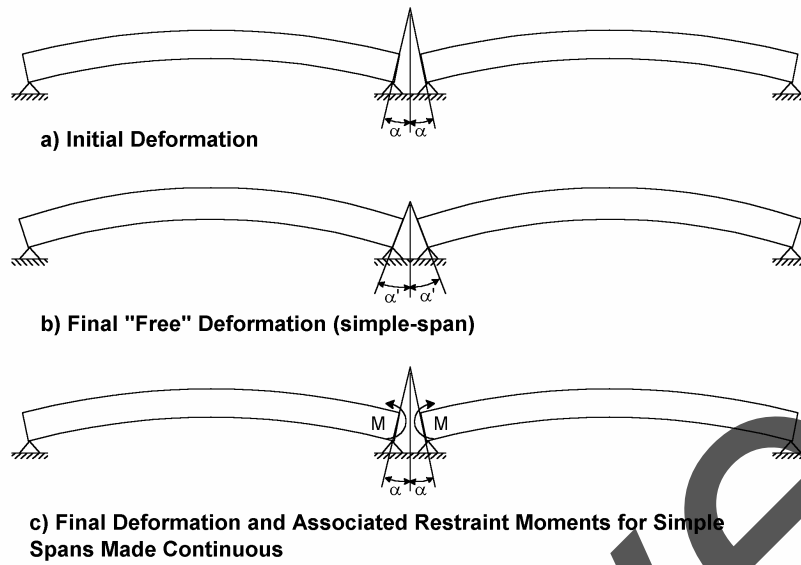 α α
a) Initial Deformation
α' α'
b) Final "Free" Deformation (simple-span)
M M
α α
c) Final Deformation and Associated Restraint Moments for Simple
Spans Made Continuous